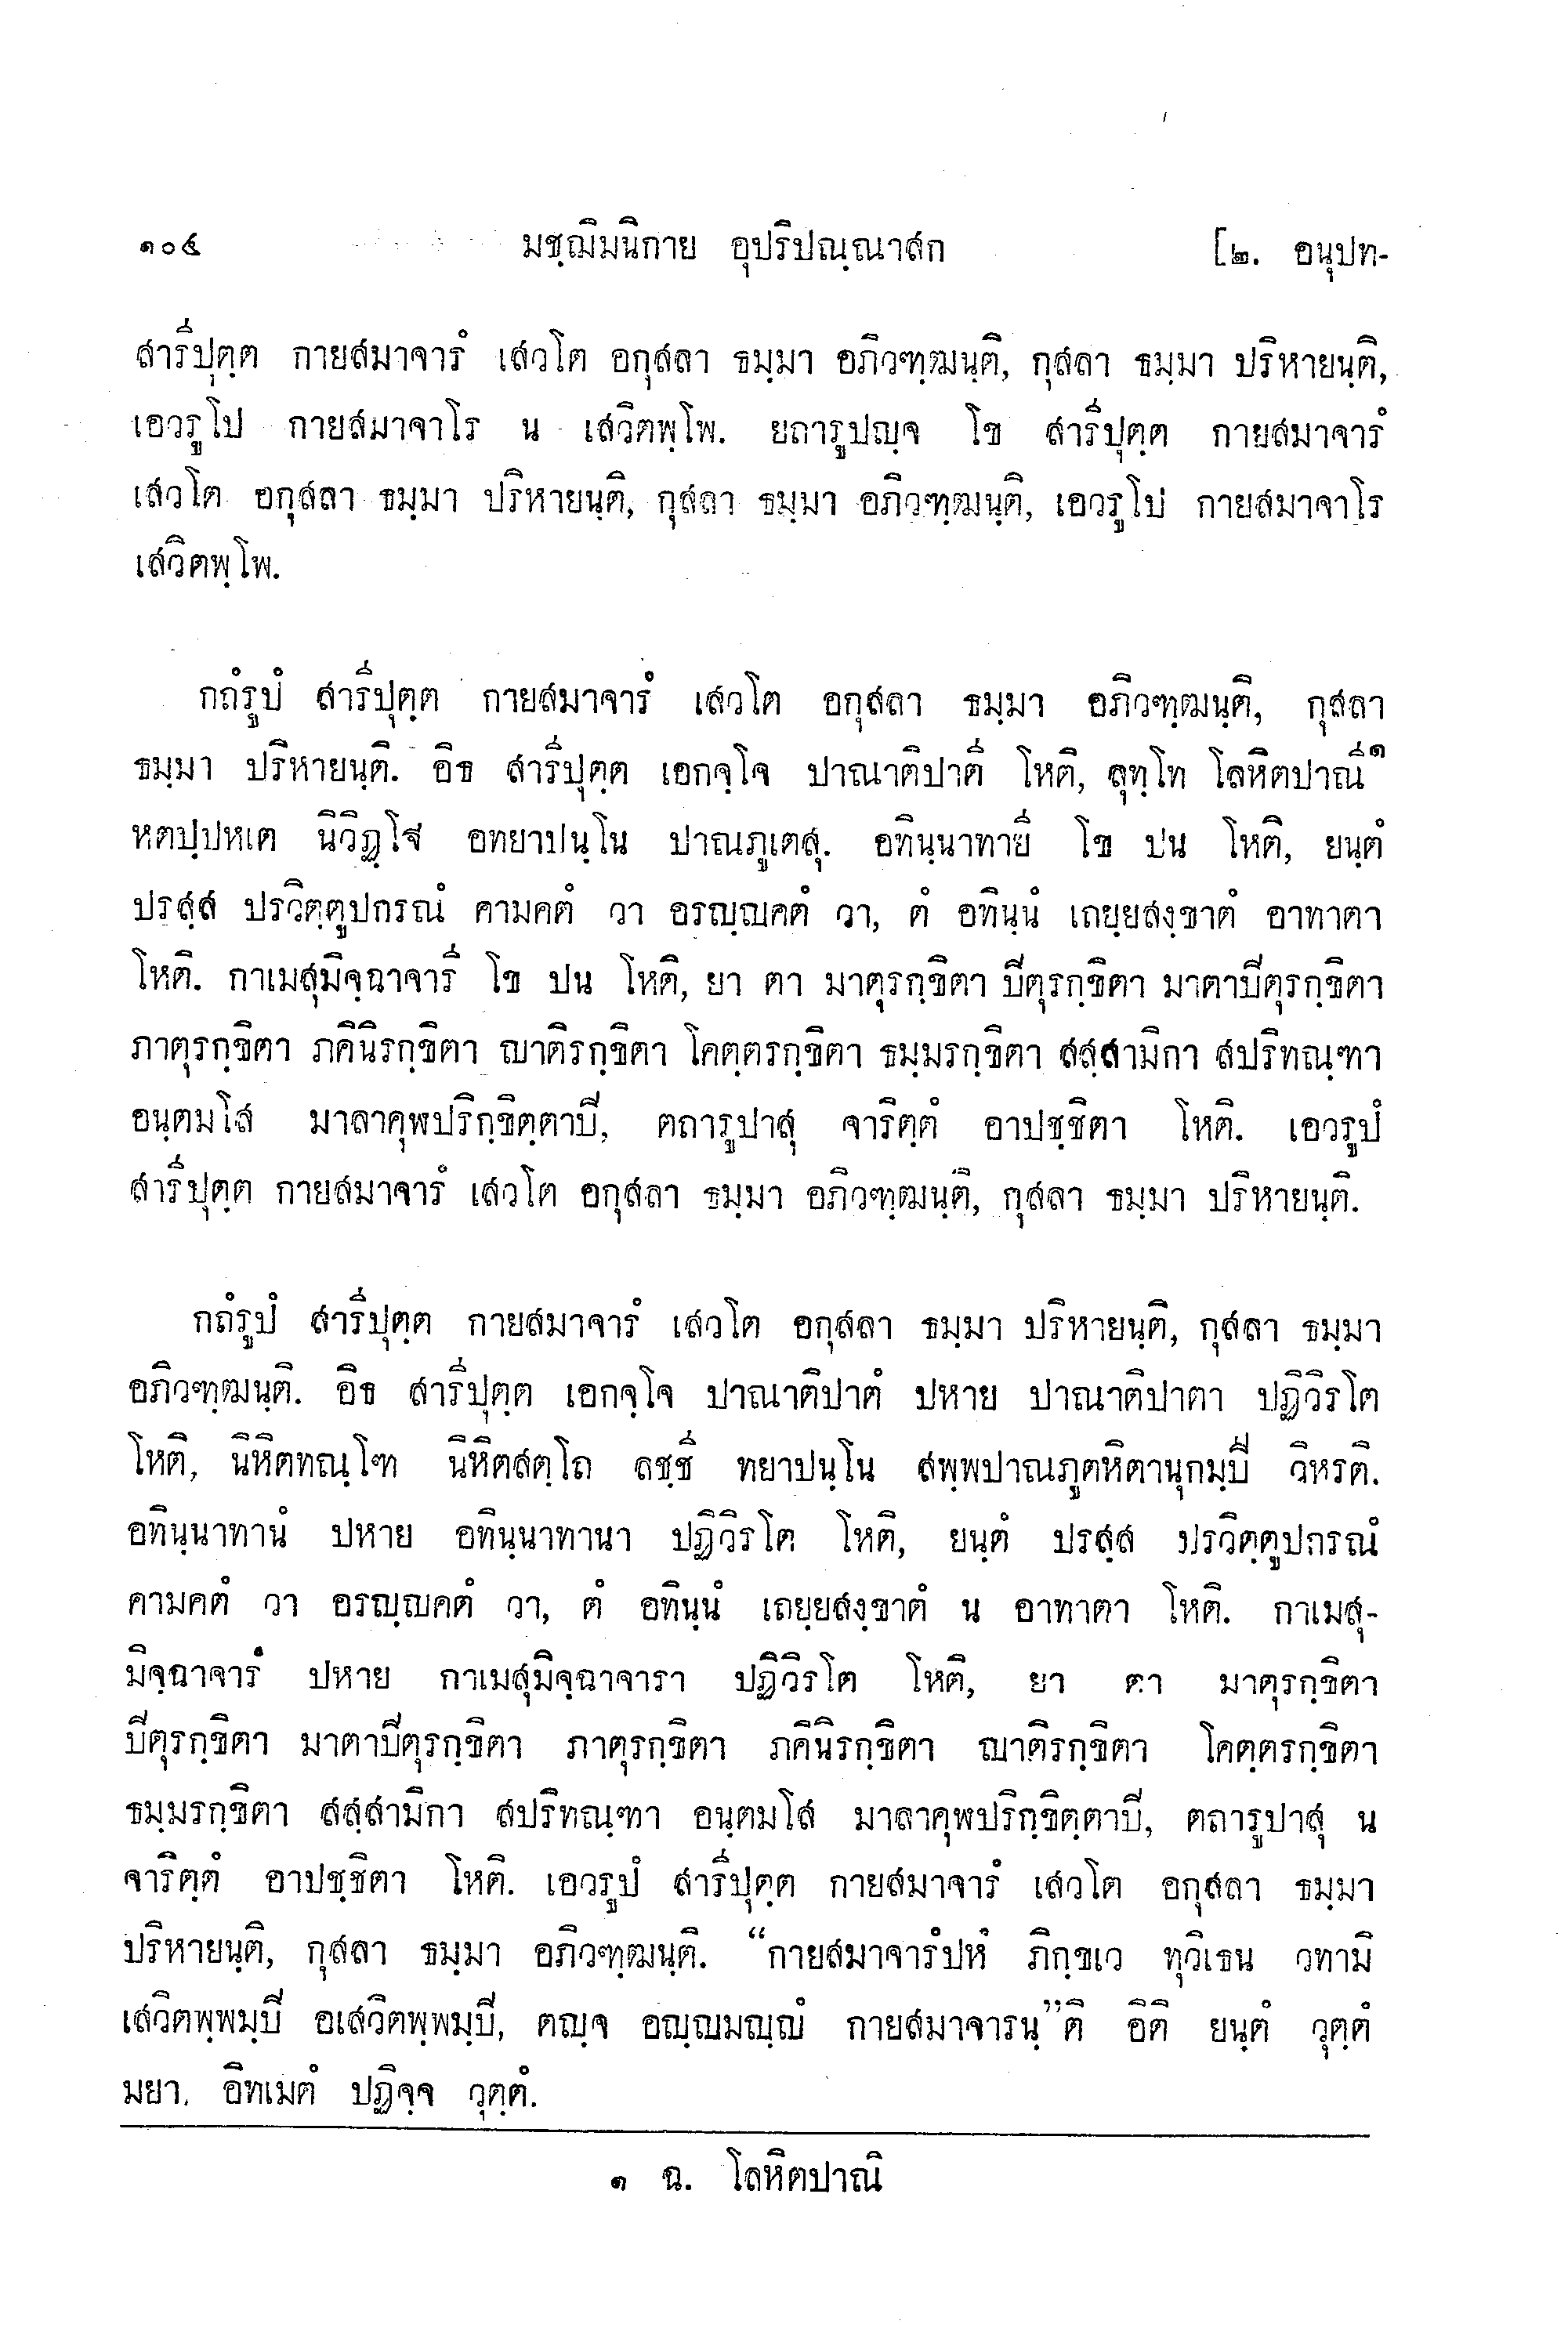 ๑๐๔ มชฺฌิมนิกาย อุปริปณฺณาสก [๒. อนุปท-
สาริปุตฺต กายสมาจารํ เสวโต อกุสลา ธมฺมา อภิวฑฺฒนฺติ, กุสลา ธมฺมา ปริหายนฺติ,
เอวรูโป กายสมาจาโร น เสวิตพฺโพ. ยถารูปญฺจ โข สาริปุตฺต กายสมาจารํ
เสวโต อกุสลา ธมฺมา ปริหายนฺติ, กุสลา ธมฺมา อภิวฑฺฒนฺติ, เอวรูโป กายสมาจาโร
เสวิตพฺโพ.
กถํรูปํ สาริปุตฺต กายสมาจารํ เสวโต อกุสลา ธมฺมา อภิวฑฺฒนฺติ, กุสลา
ธมฺมา ปริหายนฺติ. อิธ สาริปุตฺต เอกจฺโจ ปาณาติปาตี โหติ, ลุทฺโท โลหิตปาณี๑
หตปฺปหเต นิวิฏฺโฐ อทยาปนฺโน ปาณภูเตสุ. อทินฺนาทายี โข ปน โหติ, ยนฺตํ
ปรสฺส ปรวิตฺตูปกรณํ คามคตํ วา อรญฺญคตํ วา, ตํ อทินฺนํ เถยฺยสงฺขาตํ อาทาตา
โหติ. กาเมสุมิจฺฉาจารี โข ปน โหติ, ยา ตา มาตุรกฺขิตา ปิตุรกฺขิตา มาตาปิตุรกฺขิตา
ภาตุรกฺขิตา ภคินิรกฺขิตา ญาติรกฺขิตา โคตฺตรกฺขิตา ธมฺมรกฺขิตา สสฺสามิกา สปริทณฺฑา
อนฺตมโส มาลาคุฬปริกฺขิตฺตาปิ, ตถารูปาสุ จาริตฺตํ อาปชฺชิตา โหติ. เอวรูปํ
สาริปุตฺต กายสมาจารํ เสวโต อกุสลา ธมฺมา อภิวฑฺฒนฺติ, กุสลา ธมฺมา ปริหายนฺติ.
กถํรูปํ สาริปุตฺต กายสมาจารํ เสวโต อกุสลา ธมฺมา ปริหายนฺติ, กุสลา ธมฺมา
อภิวฑฺฒนฺติ. อิธ สาริปุตฺต เอกจฺโจ ปาณาติปาตํ ปหาย ปาณาติปาตา ปฏิวิรโต
โหติ, นิหิตทณฺโฑ นิหิตสตฺโถ ลชฺชี ทยาปนฺโน สพฺพปาณภูตหิตานุกมฺปี วิหรติ.
อทินฺนาทานํ ปหาย อทินฺนาทานา ปฏิวิรโต โหติ, ยนฺตํ ปรสฺส ปรวิตฺตูปกรณํ
คามคตํ วา อรญฺญคตํ วา, ตํ อทินฺนํ เถยฺยสงฺขาตํ น อาทาตา โหติ. กาเมสุ-
มิจฺฉาจารํ ปหาย กาเมสุมิจฺฉาจารา ปฏิวิรโต โหติ, ยา ตา มาตุรกฺขิตา
ปิตุรกฺขิตา มาตาปิตุรกฺขิตา ภาตุรกฺขิตา ภคินิรกฺขิตา ญาติรกฺขิตา โคตฺตรกฺขิตา
ธมฺมรกฺขิตา สสฺสามิกา สปริทณฺฑา อนฺตมโส มาลาคุฬปริกฺขิตฺตาปิ, ตถารูปาสุ น
จาริตฺตํ อาปชฺชิตา โหติ. เอวรูปํ สาริปุตฺต กายสมาจารํ เสวโต อกุสลา ธมฺมา
ปริหายนฺติ, กุสลา ธมฺมา อภิวฑฺฒนฺติ. “กายสมาจารํปหํ ภิกฺขเว ทุวิเธน วทามิ
เสวิตพฺพมฺปิ อเสวิตพฺพมฺปิ, ตญฺจ อญฺญมญฺญํ กายสมาจารนฺ”ติ อิติ ยนฺตํ วุตฺตํ
มยา, อิทเมตํ ปฏิจฺจ วุตฺตํ.
๑ ฉ. โลหิตปาณิ